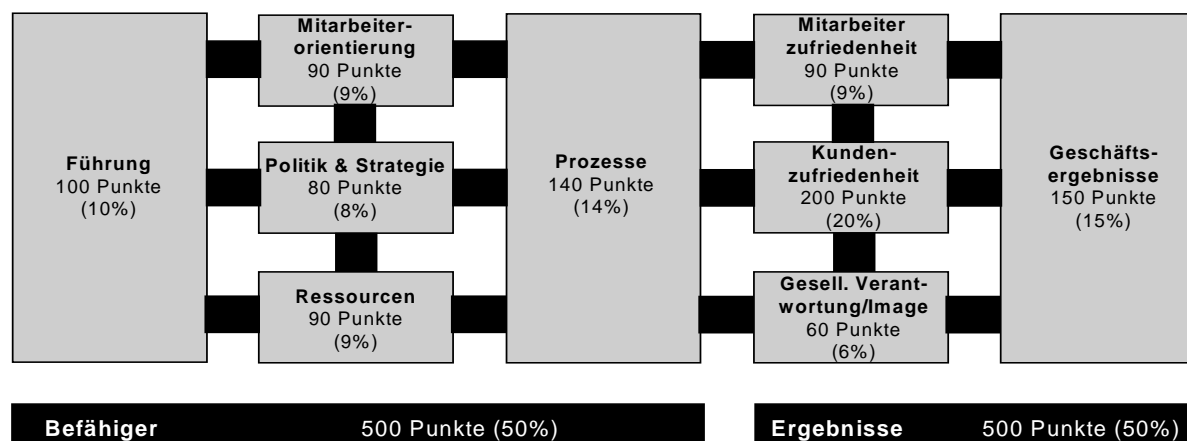 Führung
100 Punkte
(10%)
Mitarbeiter-
orientierung
90 Punkte
(9%)
Politik & Strategie
80 Punkte
(8%)
Ressourcen
90 Punkte
(9%)
Prozesse
140 Punkte
(14%)
Mitarbeiter
zufriedenheit
90 Punkte
(9%)
Kunden-
zufriedenheit
200 Punkte
(20%)
Gesell. Verant-
wortung/Image
60 Punkte
(6%)
Geschäfts-
ergebnisse
150 Punkte
(15%)
Befähiger 500 Punkte (50%)
Ergebnisse 500 Punkte (50%)